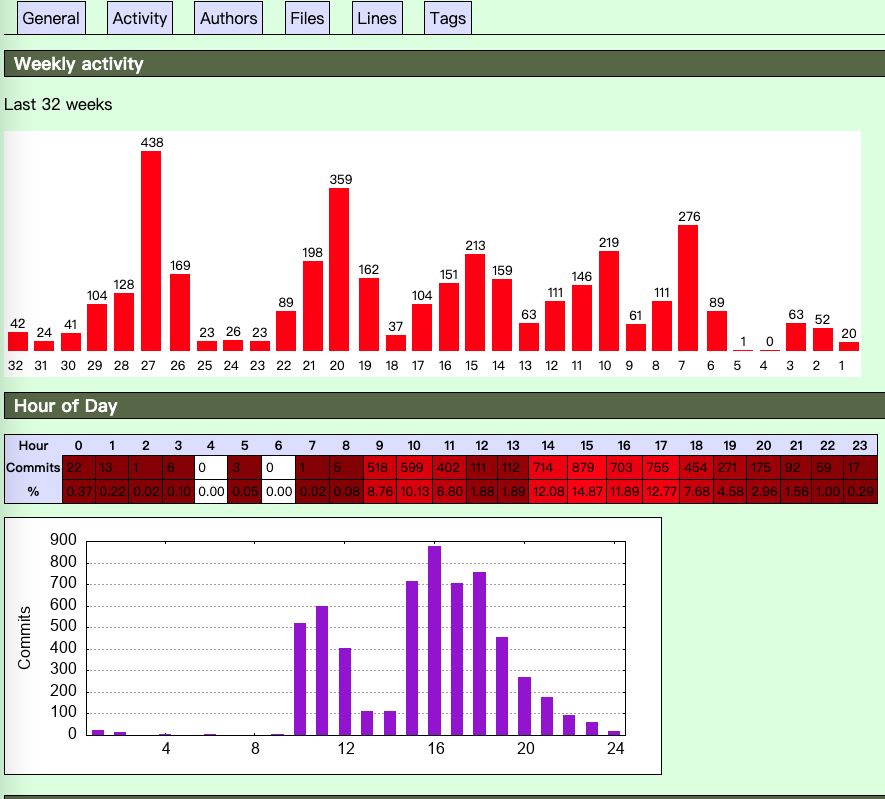 General Activity Authors Files Lines Tags
Weekly activity
Last 32 weeks
42 24 41 104 128 438 169 23 26 23 89 198 359 162 37 104 151 213 159 63 111 146 219 61 111 276 89 1 0 63 52 20
32 31 30 29 28 27 26 25 24 23 22 21 20 19 18 17 16 15 14 13 12 11 10 9 8 7 6 5 4 3 2 1
Hour of Day
Hour 0 1 2 3 4 5 6 7 8 9 10 11 12 13 14 15 16 17 18 19 20 21 22 23
Commits 22 13 1 6 0 3 0 1 5 518 599 402 111 112 714 879 703 755 454 271 175 92 59 17
% 0.37 0.22 0.02 0.10 0.00 0.05 0.00 0.02 0.08 8.76 10.13 6.80 1.88 1.89 12.08 14.87 11.89 12.77 7.68 4.58 2.96 1.56 1.00 0.29
900
800
700
600
500
400
300
200
100
0
Commits
4 8 12 16 20 24